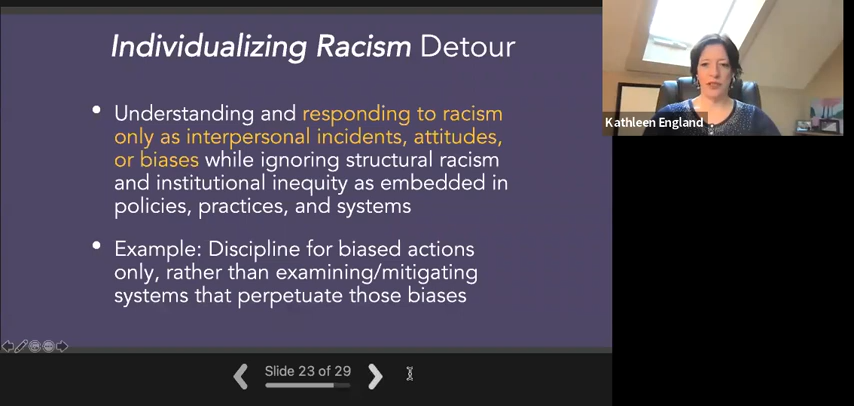 Individualizing Racism Detour
• Understanding and responding to racism
only as interpersonal incidents, attitudes,
or biases while ignoring structural racism
and institutional inequity as embedded in
policies, practices, and systems
• Example: Discipline for biased actions
only, rather than examining/mitigating
systems that perpetuate those biases
Slide 23 of 29
Kathleen England